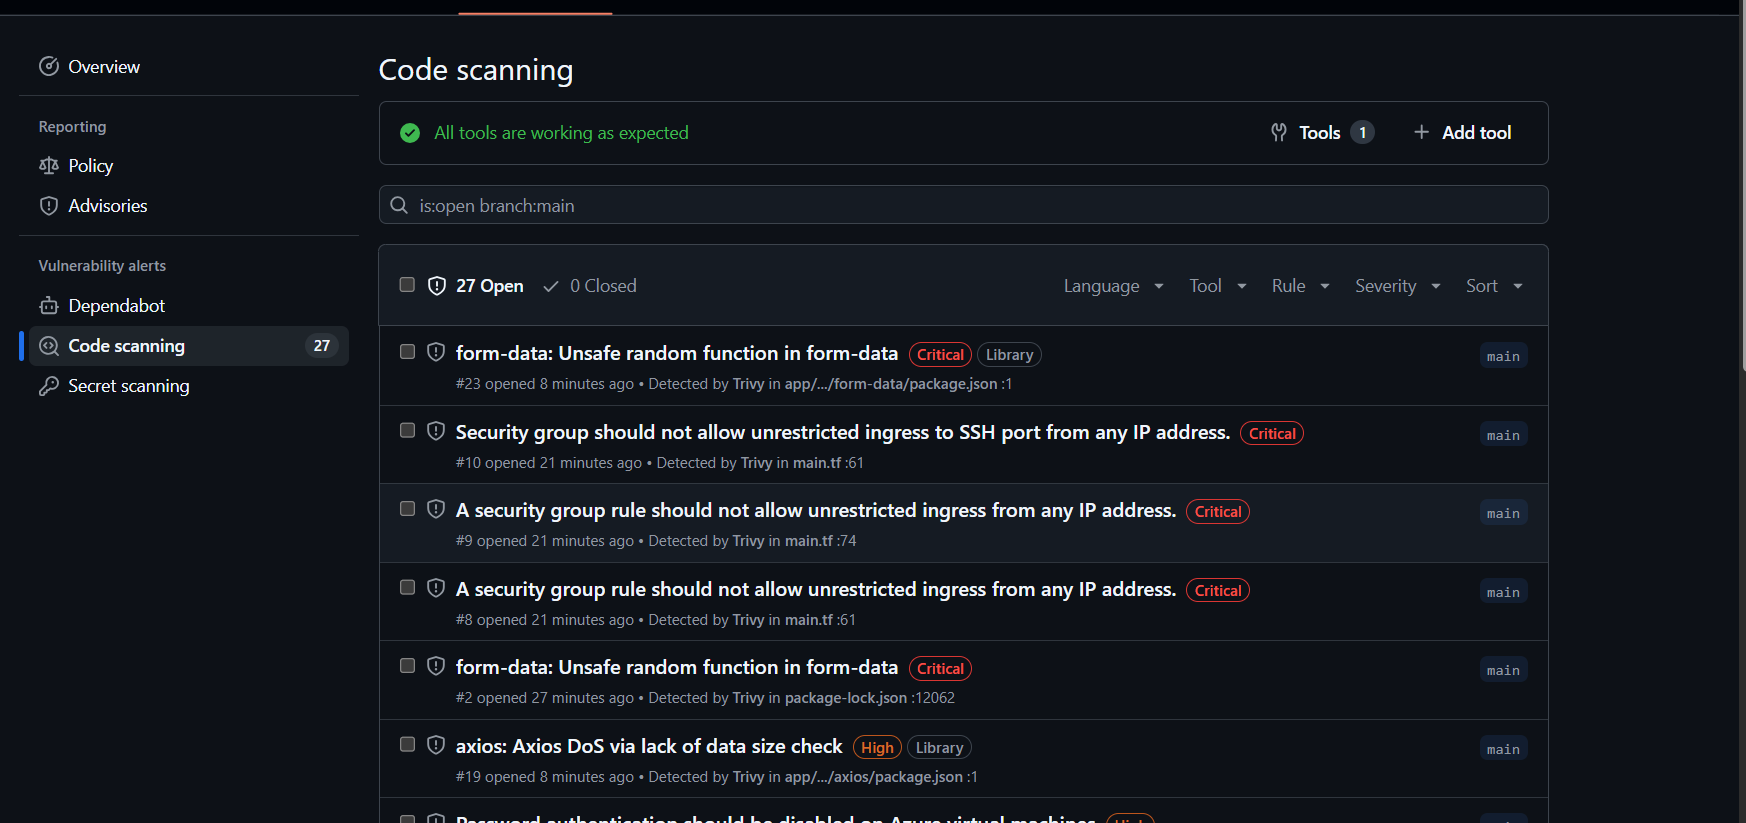 Overview
Reporting
Policy
Advisories
Vulnerability alerts
Dependabot
Code scanning 27
Secret scanning
Code scanning
All tools are working as expected
Tools 1
Add tool
is:open branch:main
27 Open 0 Closed
Language Tool Rule Severity Sort
form-data: Unsafe random function in form-data Critical Library main
#23 opened 8 minutes ago • Detected by Trivy in app/.../form-data/package.json :1
Security group should not allow unrestricted ingress to SSH port from any IP address. Critical main
#10 opened 21 minutes ago • Detected by Trivy in main.tf :61
A security group rule should not allow unrestricted ingress from any IP address. Critical main
#9 opened 21 minutes ago • Detected by Trivy in main.tf :74
A security group rule should not allow unrestricted ingress from any IP address. Critical main
#8 opened 21 minutes ago • Detected by Trivy in main.tf :61
form-data: Unsafe random function in form-data Critical main
#2 opened 27 minutes ago • Detected by Trivy in package-lock.json :12062
axios: Axios DoS via lack of data size check High Library main
#19 opened 8 minutes ago • Detected by Trivy in app/.../axios/package.json :1
Password authentication should be disabled on Azure virtual machines. High